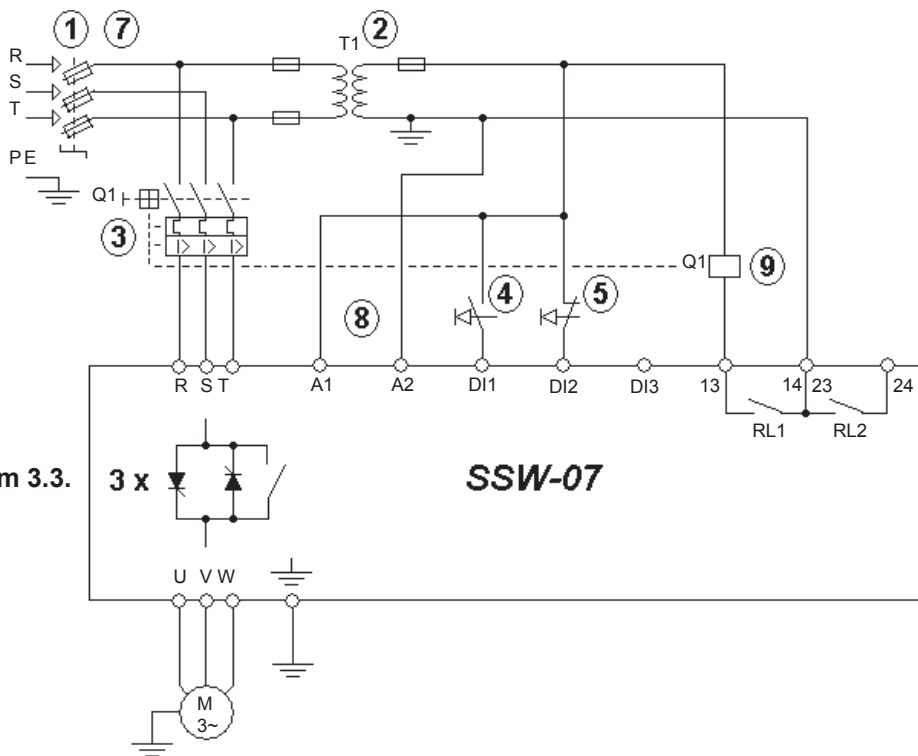 1 7 2
T1
R
S
T
PE
Q1
3
Q1 9
4 5
8
R S T A1 A2 DI1 DI2 DI3 13 14 23 24
RL1 RL2
m 3.3. 3 x SSW-07
U V W
M
3~